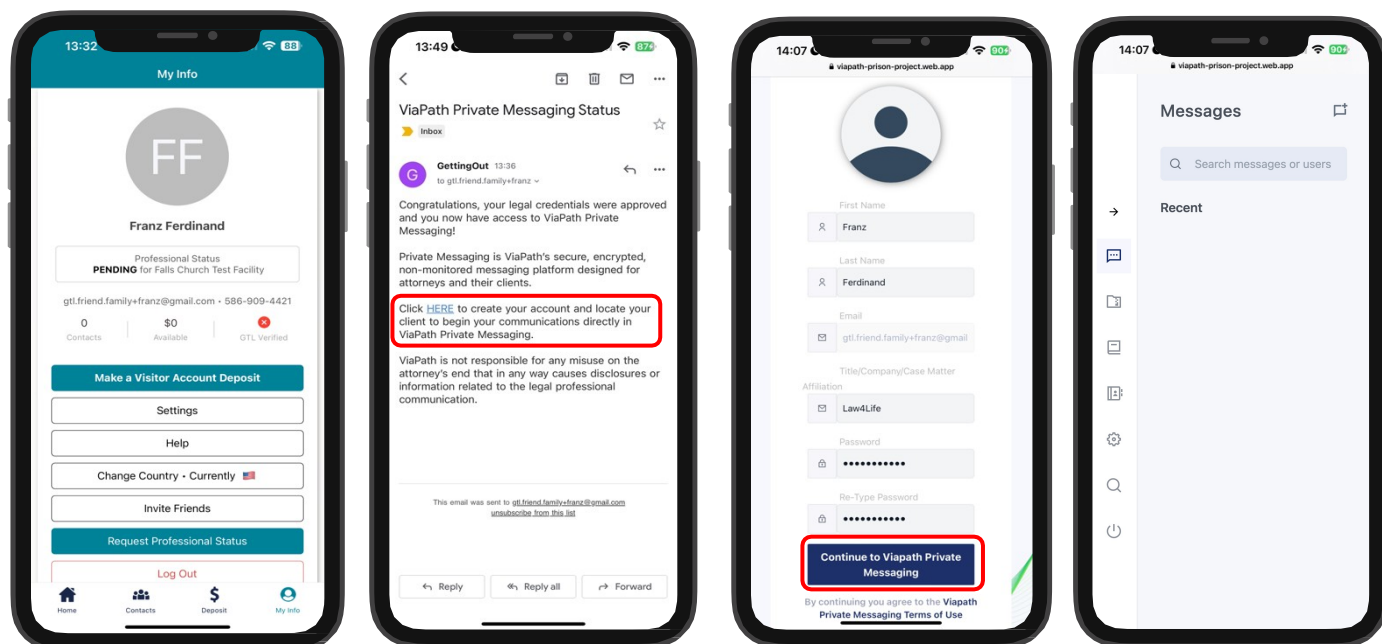 13:32
88
My Info
FF
Franz Ferdinand
Professional Status
PENDING for Falls Church Test Facility
gtl.friend.family+franz@gmail.com • 586-909-4421
0
$0
Contacts
Available
GTL Verified
Make a Visitor Account Deposit
Settings
Help
Change Country • Currently
Invite Friends
Request Professional Status
Log Out
Home
Contacts
Deposit
My Info
13:49
87
ViaPath Private Messaging Status
Inbox
G
GettingOut 13:36
to gtl.friend.family+franz
Congratulations, your legal credentials were approved
and you now have access to ViaPath Private
Messaging!
Private Messaging is ViaPath's secure, encrypted,
non-monitored messaging platform designed for
attorneys and their clients.
Click HERE to create your account and locate your
client to begin your communications directly in
ViaPath Private Messaging.
ViaPath is not responsible for any misuse on the
attorney's end that in any way causes disclosures or
information related to the legal professional
communication.
This email was sent to gtl.friend.family+franz@gmail.com
unsubscribe from this list
Reply
Reply all
Forward
14:07
90
viapath-prison-project.web.app
First Name
Franz
Last Name
Ferdinand
Email
gtl.friend.family+franz@gmail
Title/Company/Case Matter
Affiliation
Law4Life
Password
•••••••••••
Re-Type Password
•••••••••••
Continue to Viapath Private
Messaging
By continuing you agree to the Viapath
Private Messaging Terms of Use
14:07
90
viapath-prison-project.web.app
Messages
Search messages or users
Recent